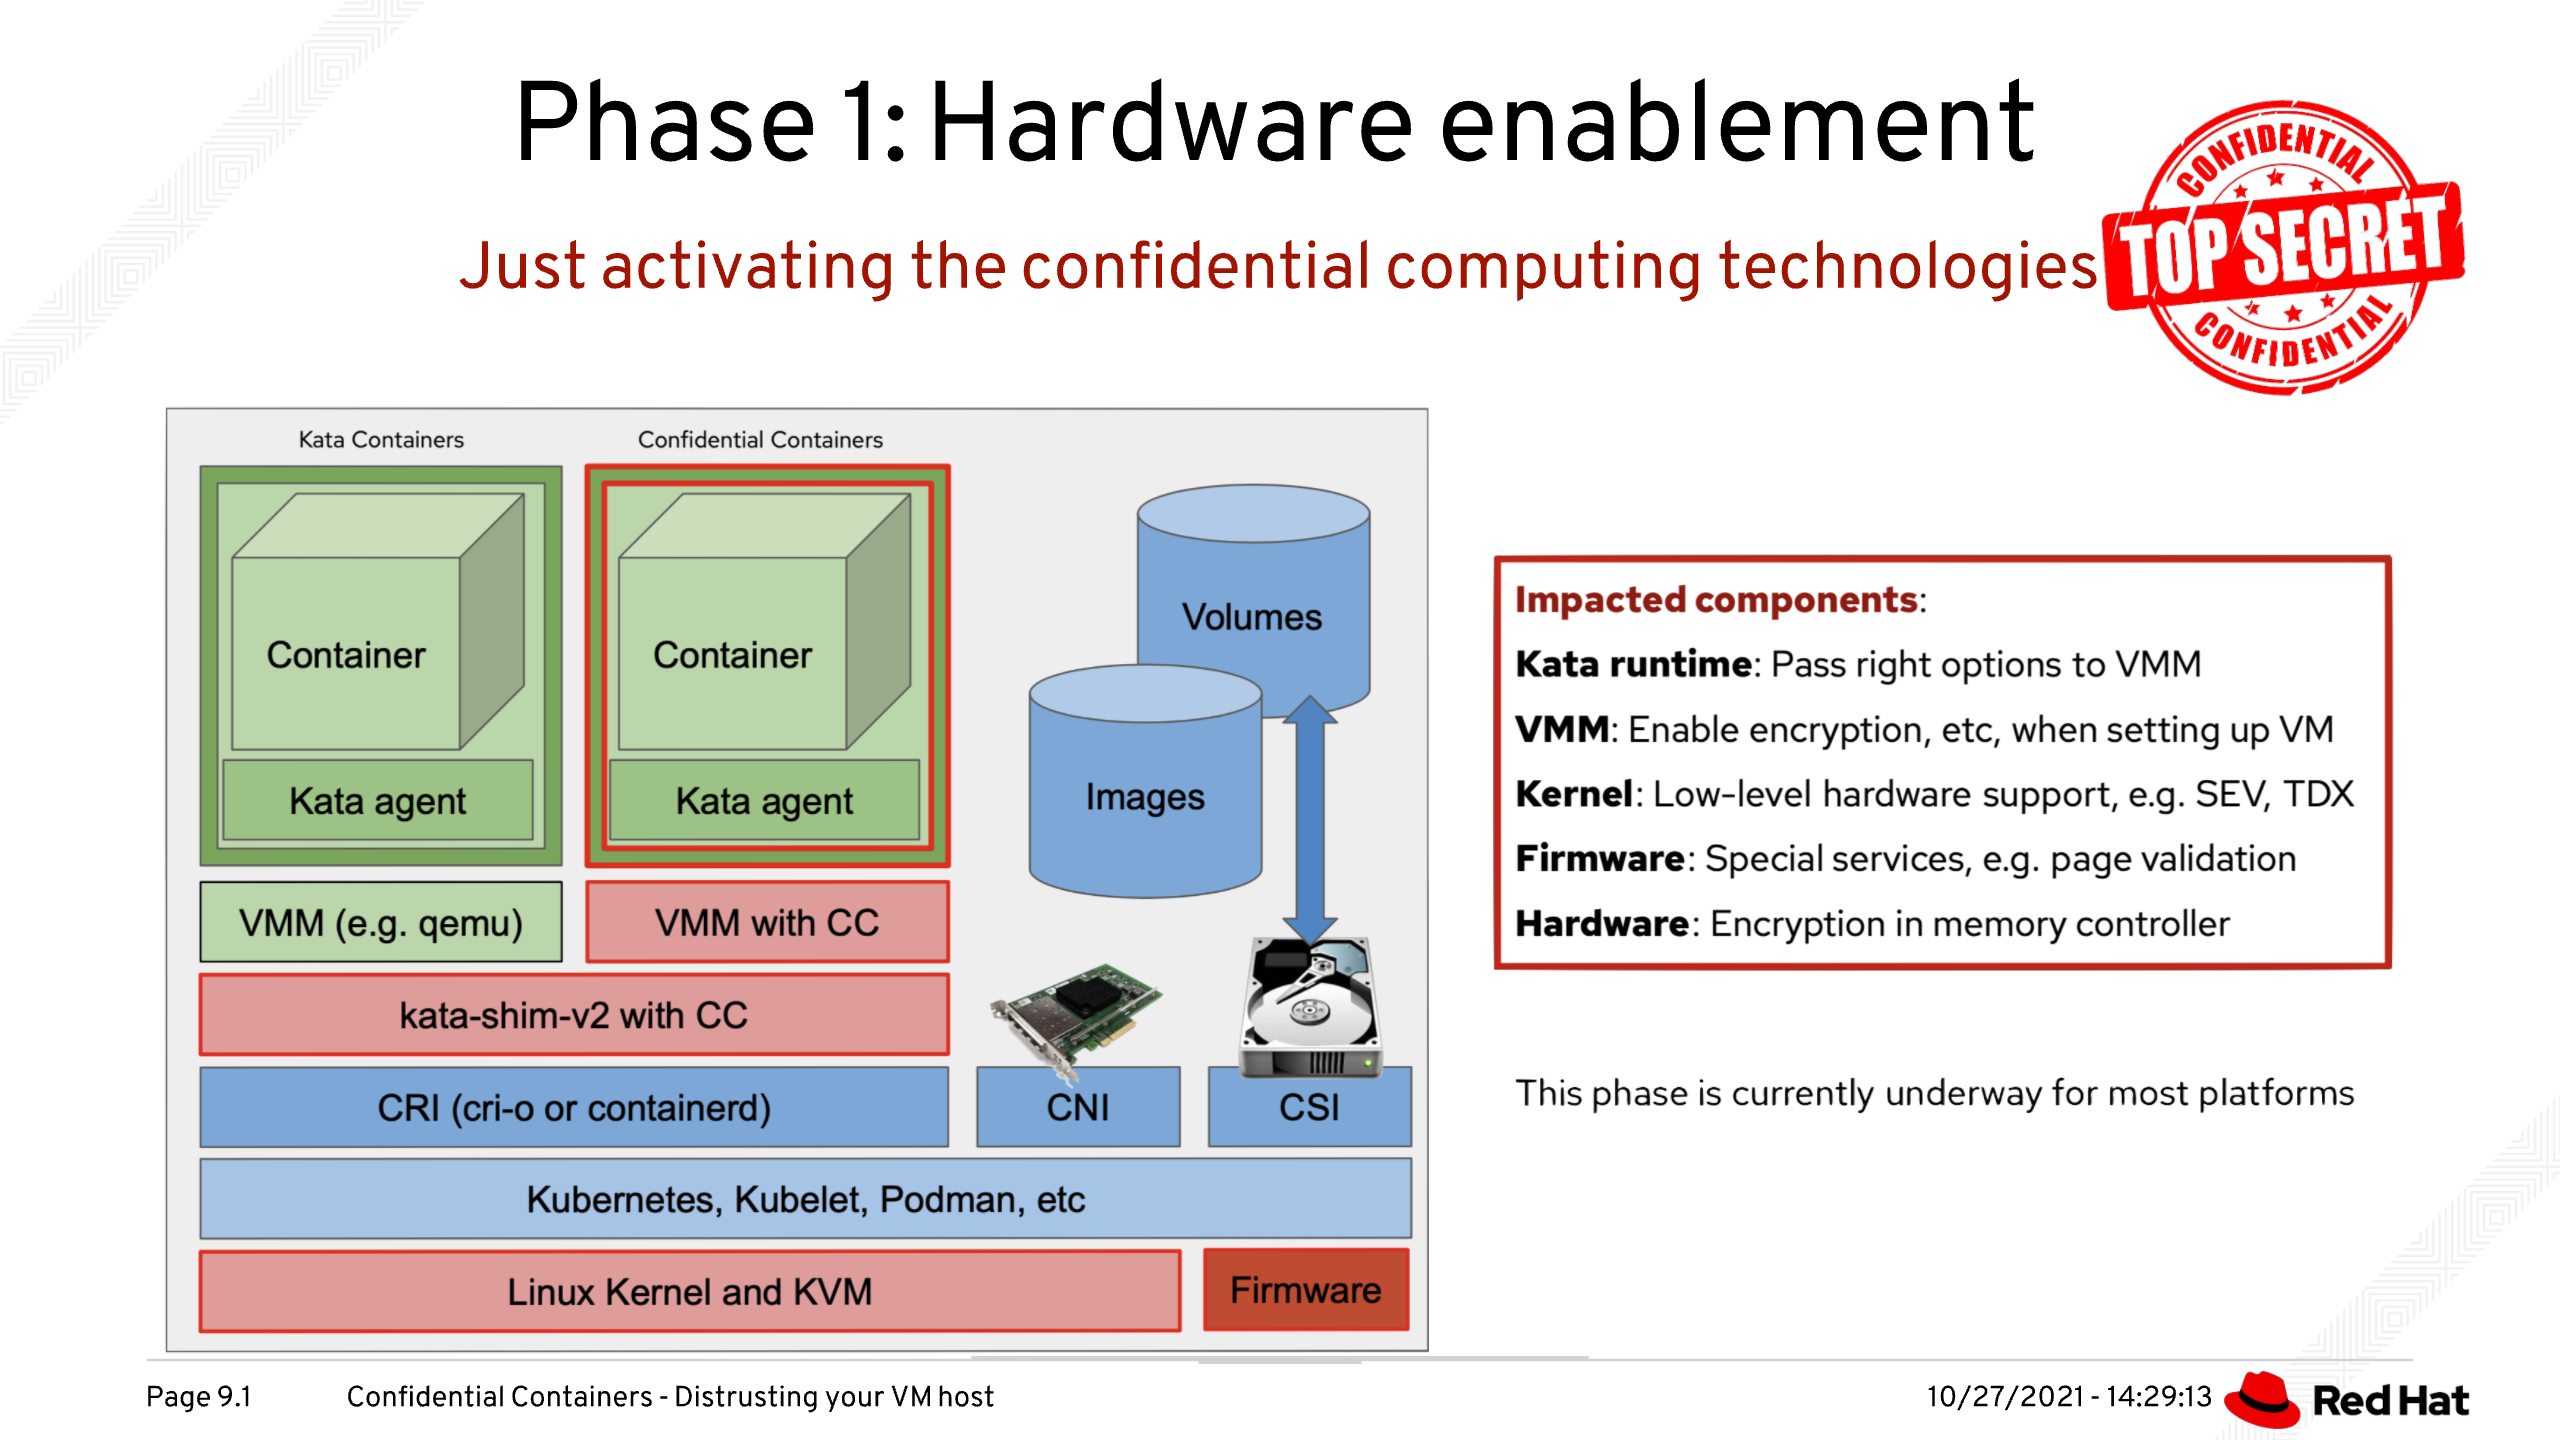 Phase 1: Hardware enablement
Just activating the confidential computing technologies
CONFIDENTIAL
TOP SECRET
CONFIDENTIAL
Kata Containers
Confidential Containers
Container
Container
Kata agent
Kata agent
Volumes
Images
VMM (e.g. qemu)
VMM with CC
kata-shim-v2 with CC
CRI (cri-o or containerd)
CNI
CSI
Kubernetes, Kubelet, Podman, etc
Linux Kernel and KVM
Firmware
Impacted components:
Kata runtime: Pass right options to VMM
VMM: Enable encryption, etc, when setting up VM
Kernel: Low-level hardware support, e.g. SEV, TDX
Firmware: Special services, e.g. page validation
Hardware: Encryption in memory controller
This phase is currently underway for most platforms
Page 9.1
Confidential Containers - Distrusting your VM host
10/27/2021 - 14:29:13
Red Hat